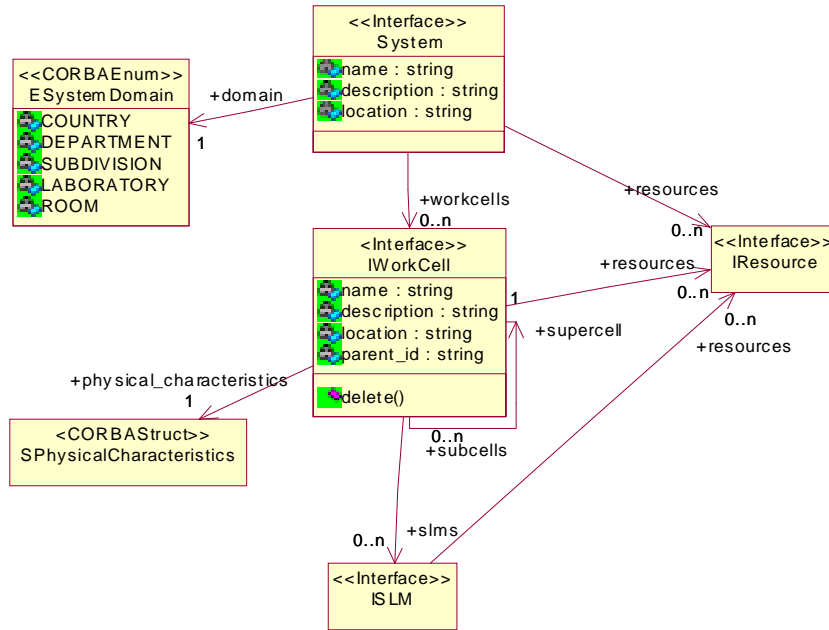 <<Interface>>
System
name : string
description : string
location : string
<<CORBAEnum>>
ESystemDomain
COUNTRY
DEPARTMENT
SUBDIVISION
LABORATORY
ROOM
+domain
1
+workcells
0..n
+resources
0..n
<<Interface>>
IResource
<<Interface>>
IWorkCell
name : string
description : string
location : string
parent_id : string
delete()
+resources
0..n
1
+supercell
0..n
+subcells
0..n
+resources
+physical_characteristics
1
<CORBAStruct>>
SPhysicalCharacteristics
0..n
+slms
<<Interface>>
ISLM